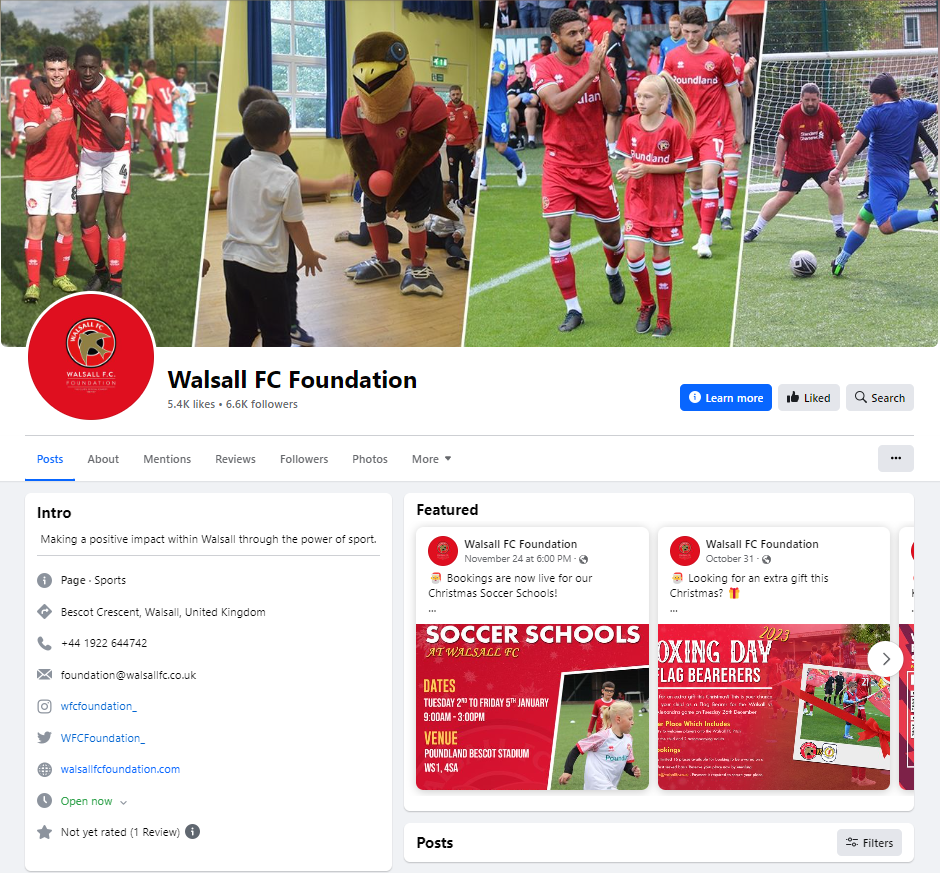 Poundland
Poundland
WALSALL FC
WALSALL F.C.
FOUNDATION
Walsall FC Foundation
5.4K likes • 6.6K followers
Learn more
Liked
Search
Posts
About
Mentions
Reviews
Followers
Photos
More
Intro
Making a positive impact within Walsall through the power of sport.
Page · Sports
Bescot Crescent, Walsall, United Kingdom
+44 1922 644742
foundation@walsallfc.co.uk
wfcfoundation_
WFCFoundation_
walsallfcfoundation.com
Open now
Not yet rated (1 Review)
Featured
Walsall FC Foundation
November 24 at 6:00 PM ·
🎅 Bookings are now live for our
Christmas Soccer Schools!
...
SOCCER SCHOOLS
AT WALSALL FC
DATES
TUESDAY 2ND TO FRIDAY 5TH JANUARY
9:00AM - 3:00PM
VENUE
POUNDLAND BESCOT STADIUM
WS1, 4SA
Walsall FC Foundation
October 31 ·
🎅 Looking for an extra gift this
Christmas? 🎁
...
2023
OXING DAY
FLAG BEARERERS
Posts
Filters